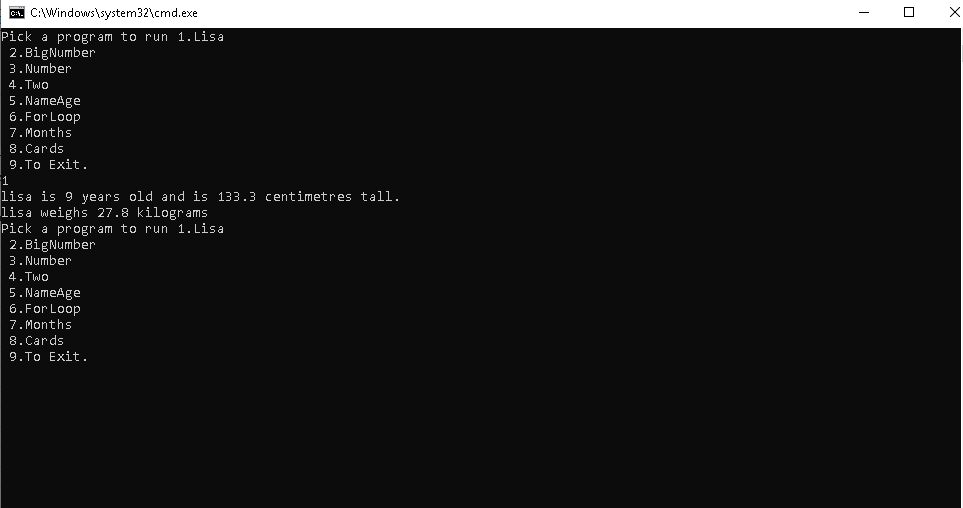 C:\Windows\system32\cmd.exe
Pick a program to run 1.Lisa
2.BigNumber
3.Number
4.Two
5.NameAge
6.ForLoop
7.Months
8.Cards
9.To Exit.
1
lisa is 9 years old and is 133.3 centimetres tall.
lisa weighs 27.8 kilograms
Pick a program to run 1.Lisa
2.BigNumber
3.Number
4.Two
5.NameAge
6.ForLoop
7.Months
8.Cards
9.To Exit.